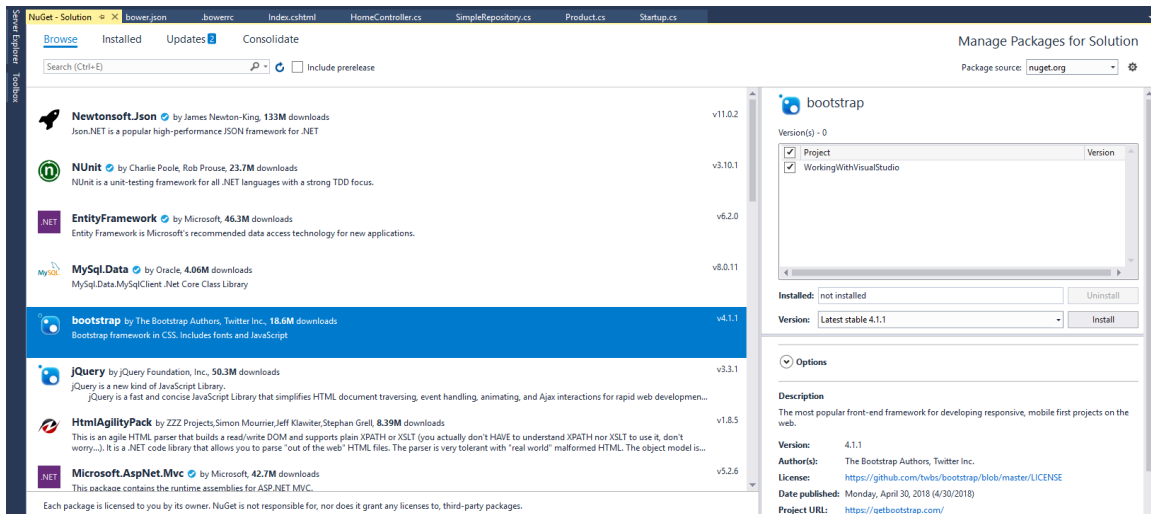 Server Explorer
Toolbox
NuGet - Solution
bower.json
.bowerrc
Index.cshtml
HomeController.cs
SimpleRepository.cs
Product.cs
Startup.cs
Browse
Installed
Updates 2
Consolidate
Manage Packages for Solution
Search (Ctrl+E)
Include prerelease
Package source: nuget.org
Newtonsoft.Json by James Newton-King, 133M downloads
v11.0.2
Json.NET is a popular high-performance JSON framework for .NET
n
NUnit by Charlie Poole, Rob Prouse, 23.7M downloads
v3.10.1
NUnit is a unit-testing framework for all .NET languages with a strong TDD focus.
.NET
EntityFramework by Microsoft, 46.3M downloads
v6.2.0
Entity Framework is Microsoft's recommended data access technology for new applications.
MySQL
MySql.Data by Oracle, 4.06M downloads
v8.0.11
MySql.Data.MySqlClient .Net Core Class Library
bootstrap by The Bootstrap Authors, Twitter Inc., 18.6M downloads
v4.1.1
Bootstrap framework in CSS. Includes fonts and JavaScript
jQuery by jQuery Foundation, Inc., 50.3M downloads
v3.3.1
jQuery is a new kind of JavaScript Library.
jQuery is a fast and concise JavaScript Library that simplifies HTML document traversing, event handling, animating, and Ajax interactions for rapid web developmen...
HtmlAgilityPack by ZZZ Projects,Simon Mourrier,Jeff Klawiter,Stephan Grell, 8.39M downloads
v1.8.5
This is an agile HTML parser that builds a read/write DOM and supports plain XPATH or XSLT (you actually don't HAVE to understand XPATH nor XSLT to use it, don't
worry...). It is a .NET code library that allows you to parse "out of the web" HTML files. The parser is very tolerant with "real world" malformed HTML. The object model is...
.NET
Microsoft.AspNet.Mvc by Microsoft, 42.7M downloads
v5.2.6
This package contains the runtime assemblies for ASP.NET MVC.
Each package is licensed to you by its owner. NuGet is not responsible for, nor does it grant any licenses to, third-party packages.
bootstrap
Version(s) - 0
Project
Version
WorkingWithVisualStudio
Installed: not installed
Uninstall
Version: Latest stable 4.1.1
Install
Options
Description
The most popular front-end framework for developing responsive, mobile first projects on the
web.
Version: 4.1.1
Author(s): The Bootstrap Authors, Twitter Inc.
License: https://github.com/twbs/bootstrap/blob/master/LICENSE
Date published: Monday, April 30, 2018 (4/30/2018)
Project URL: https://getbootstrap.com/